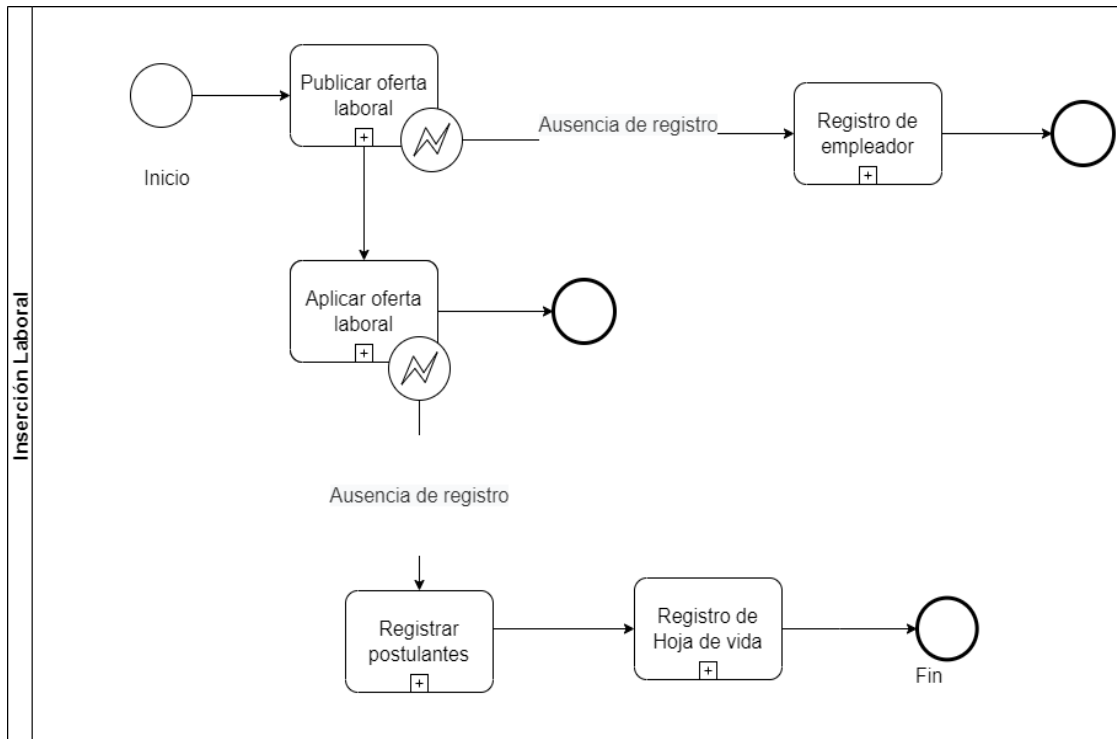 Inserción Laboral
Inicio
Publicar oferta
laboral
Ausencia de registro
Registro de
empleador
Aplicar oferta
laboral
Ausencia de registro
Registrar
postulantes
Registro de
Hoja de vida
Fin